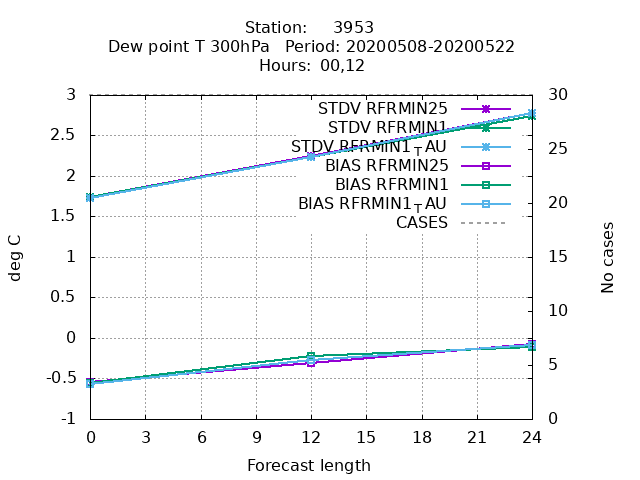 Station: 3953
Dew point T 300hPa Period: 20200508-20200522
Hours: 00,12
3 30
STDV RFRMIN25
STDV RFRMIN1
2.5
STDV RFRMIN1TAU
25
BIAS RFRMIN25
2
BIAS RFRMIN1
BIAS RFRMIN1TAU
20
1.5
CASES
deg C
1 15
No cases
0.5
10
0
5
-0.5
-1 0
0 3 6 9 12 15 18 21 24
Forecast length